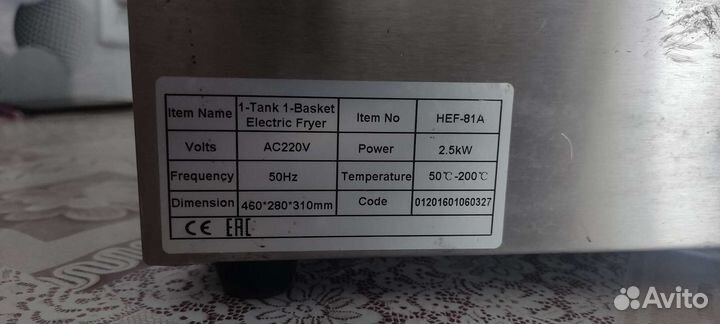 Item Name 1-Tank 1-Basket Electric Fryer Item No HEF-81A
Volts AC220V Power 2.5kW
Frequency 50Hz Temperature 50℃-200℃
Dimension 460*280*310mm Code 01201601060327
CE EAC
Avito